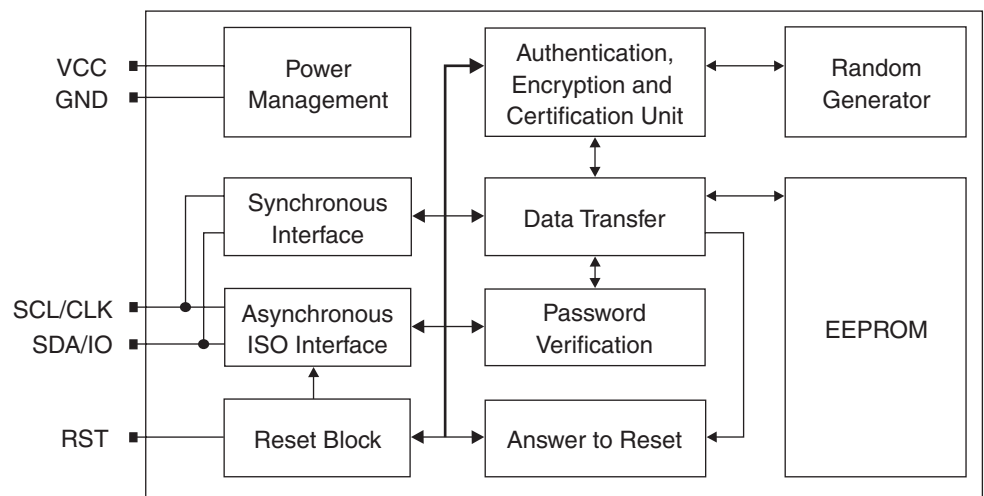 VCC
GND
Power
Management
Authentication,
Encryption and
Certification Unit
Random
Generator
Synchronous
Interface
Data Transfer
SCL/CLK
SDA/IO
Asynchronous
ISO Interface
Password
Verification
EEPROM
RST
Reset Block
Answer to Reset